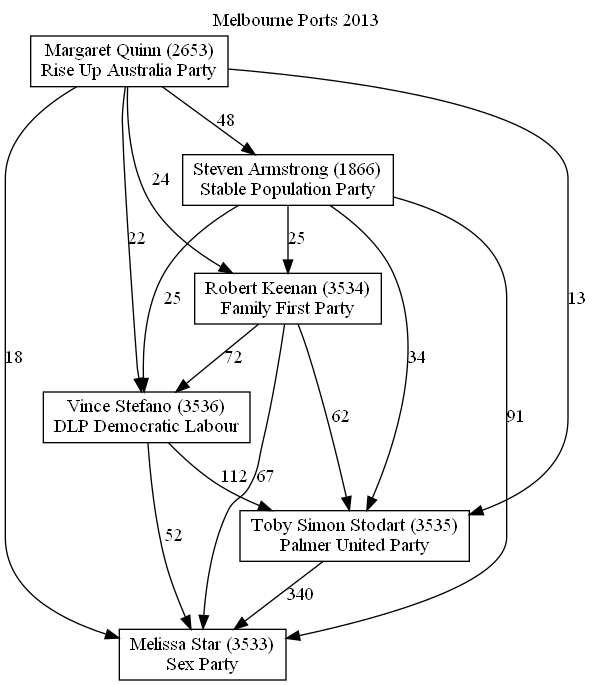 Melbourne Ports 2013
Margaret Quinn (2653)
Rise Up Australia Party
48
Steven Armstrong (1866)
Stable Population Party
24
22
25
25
13
Robert Keenan (3534)
Family First Party
18
72
34
Vince Stefano (3536)
DLP Democratic Labour
62
91
112
67
Toby Simon Stodart (3535)
Palmer United Party
52
340
Melissa Star (3533)
Sex Party